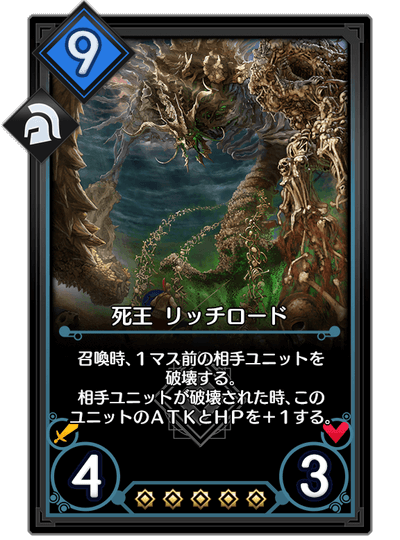 9
死王 リッチロード
召喚時、1マス前の相手ユニットを
破壊する。
相手ユニットが破壊された時、この
ユニットのATKとHPを+1する。
4
3